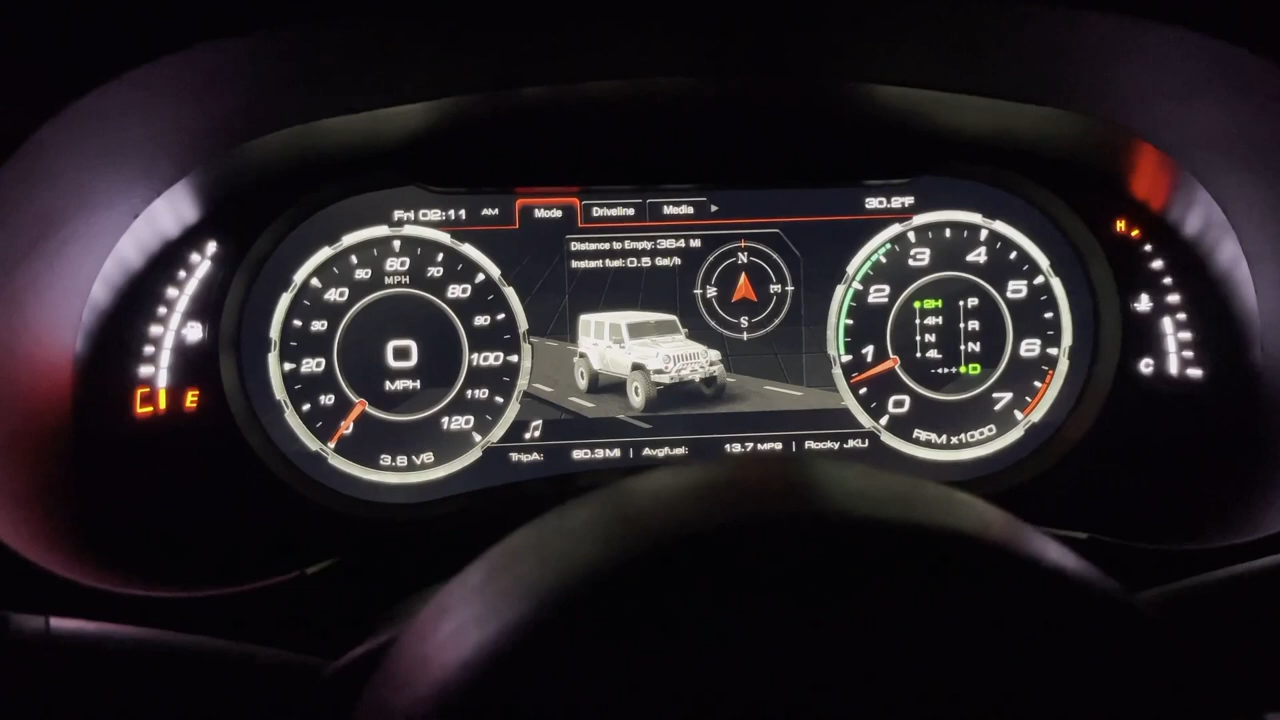 Fri 02:11 AM
Mode
Driveline
Media
30.2°F
Distance to Empty: 364 Mi
Instant fuel: 0.5 Gal/h
N
E
S
W
10
20
30
40
50
60
70
80
90
100
110
120
MPH
0
MPH
3.6 V6
0
1
2
3
4
5
6
7
2H
4H
N
4L
P
R
N
D
RPM x1000
E
H
C
TripA: 60.3 Mi | Avgfuel: 13.7 MPG | Rocky JKU